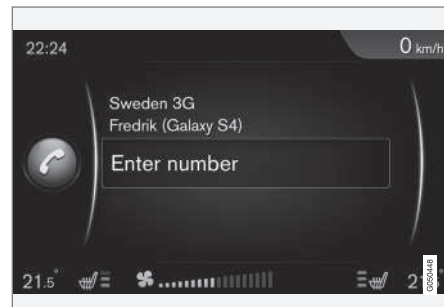 22:24
0 km/h
Sweden 3G
Fredrik (Galaxy S4)
Enter number
21.5°
G050448